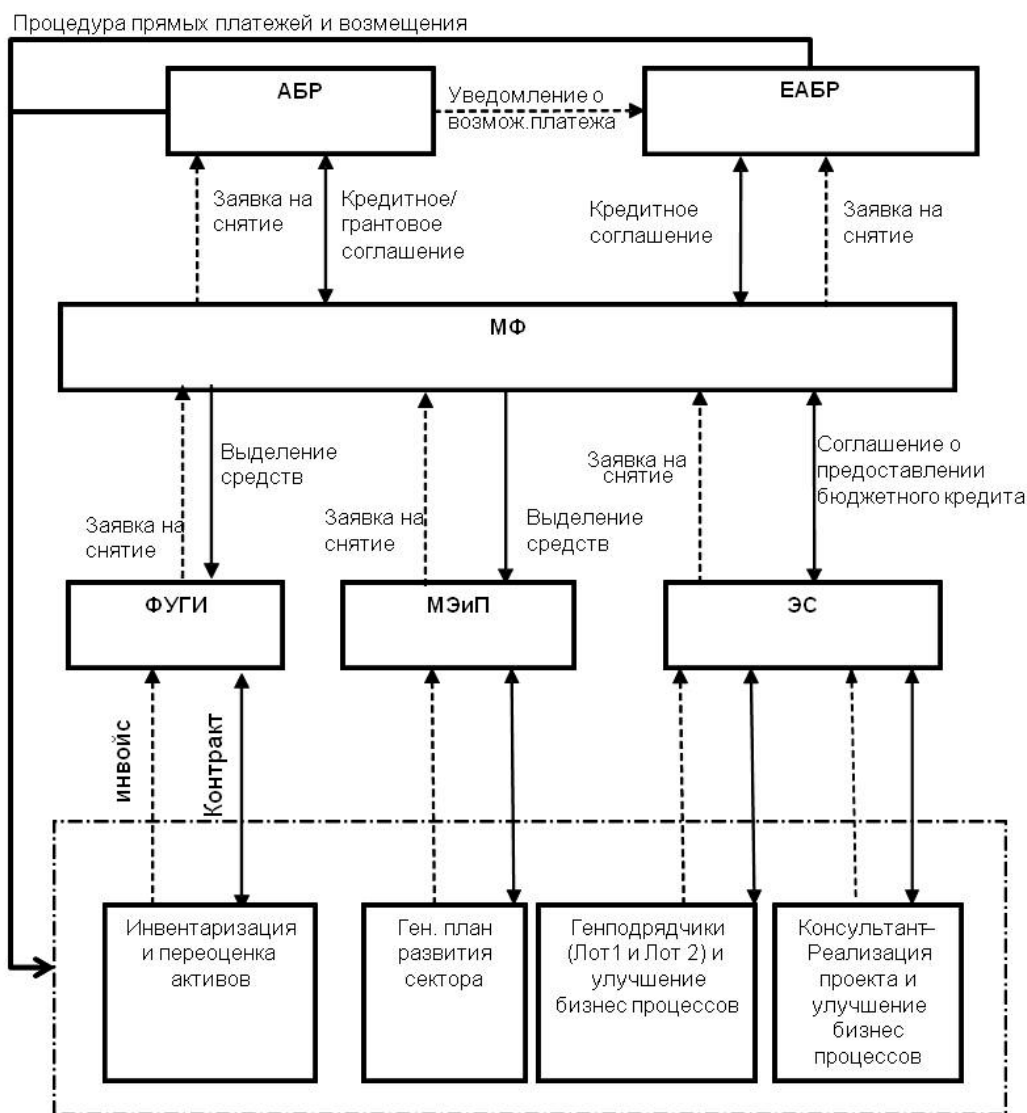 Процедура прямых платежей и возмещения
АБР
Уведомление о
возмож.платежа
ЕАБР
Заявка на
снятие
Кредитное/
грантовое
соглашение
Кредитное
соглашение
Заявка на
снятие
МФ
Выделение
средств
Заявка на
снятие
Заявка на
снятие
Выделение
средств
Заявка на
снятие
Соглашение о
предоставлении
бюджетного кредита
ФУГИ
МЭиП
ЭС
инвойс
Контракт
Инвентаризация
и переоценка
активов
Ген. план
развития
сектора
Генподрядчики
(Лот1 и Лот 2) и
улучшение
бизнес процессов
Консультант–
Реализация
проекта и
улучшение
бизнес
процессов